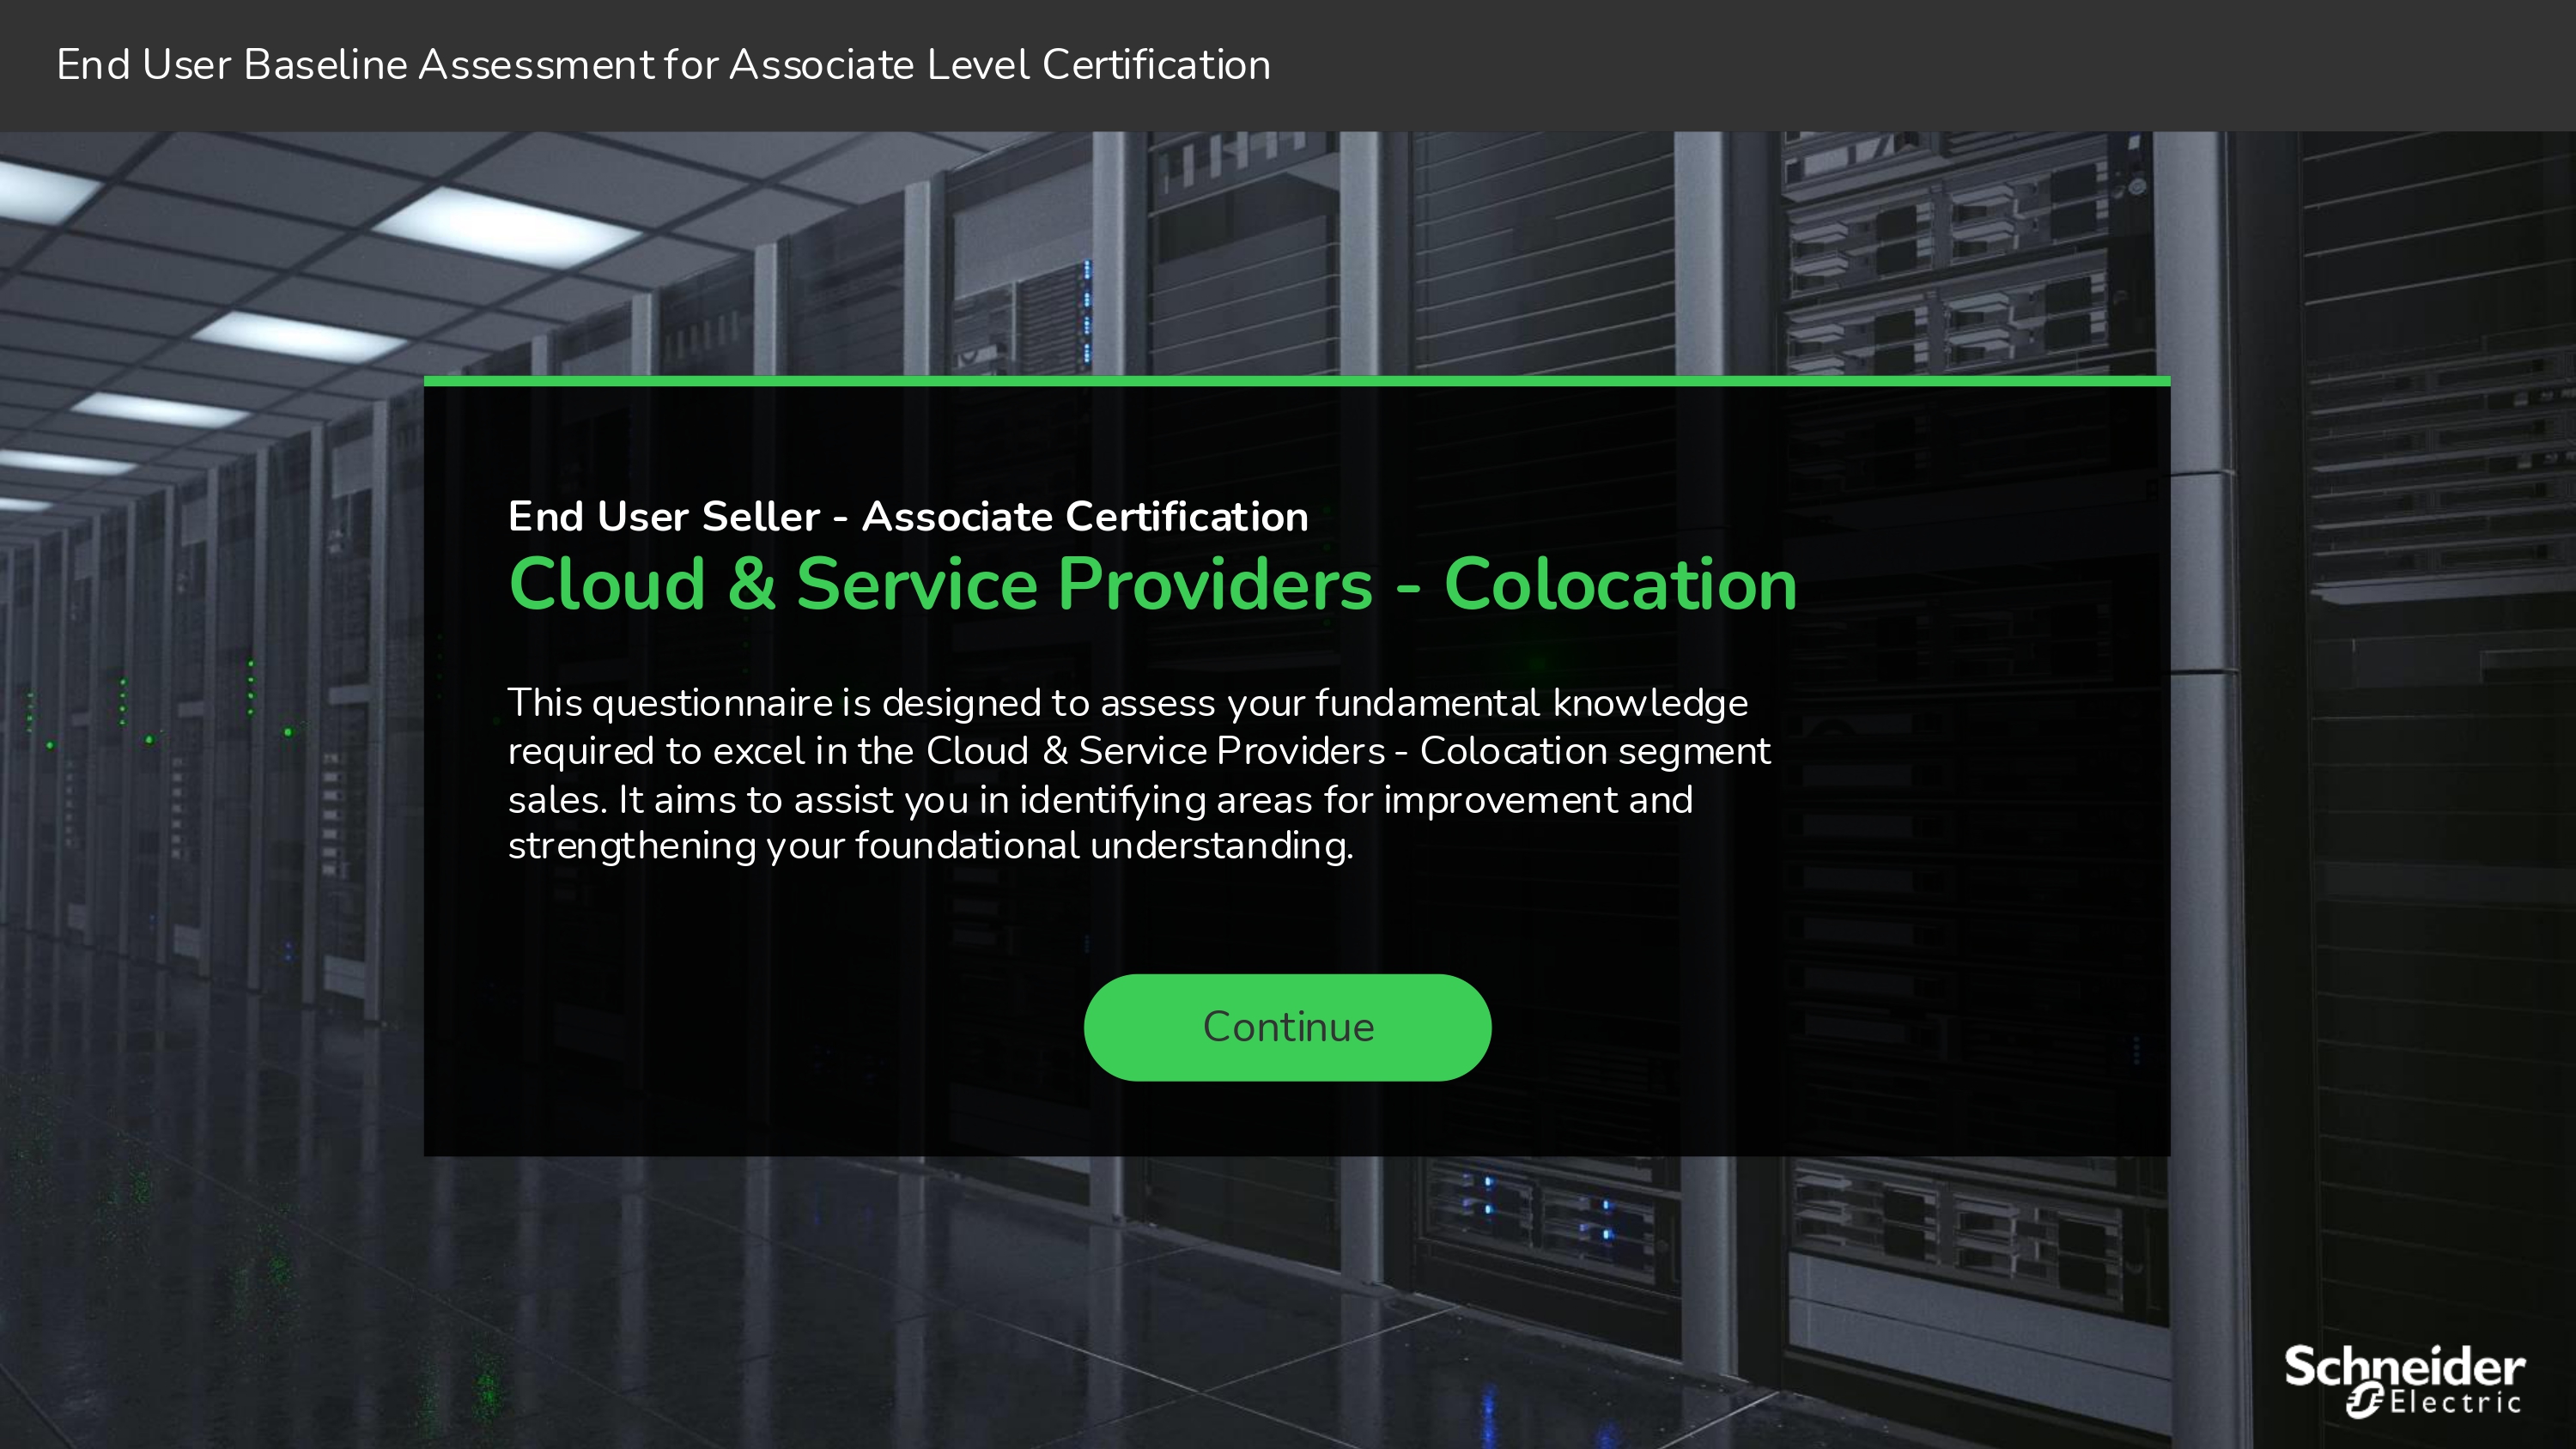 End User Baseline Assessment for Associate Level Certification
End User Seller - Associate Certification
Cloud & Service Providers - Colocation
This questionnaire is designed to assess your fundamental knowledge
required to excel in the Cloud & Service Providers - Colocation segment
sales. It aims to assist you in identifying areas for improvement and
strengthening your foundational understanding.
Continue
Schneider
Electric